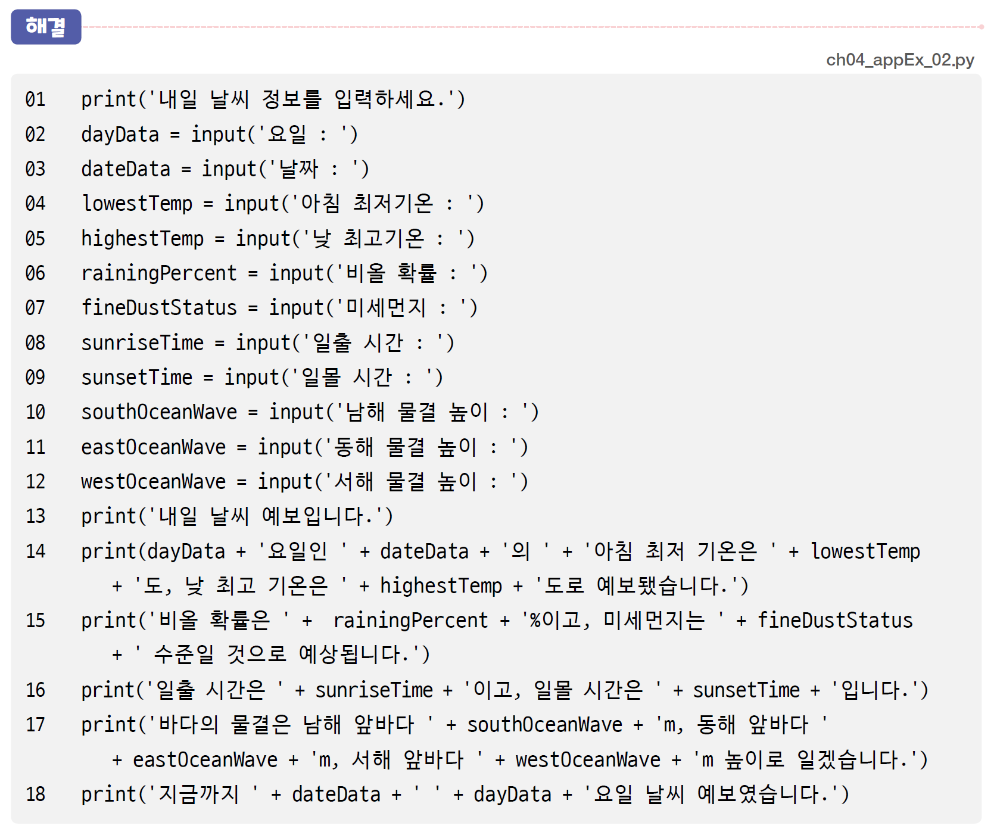 해결
ch04_appEx_02.py
01 print('내일 날씨 정보를 입력하세요.')
02 dayData = input('요일 : ')
03 dateData = input('날짜 : ')
04 lowestTemp = input('아침 최저기온 : ')
05 highestTemp = input('낮 최고기온 : ')
06 rainingPercent = input('비올 확률 : ')
07 fineDustStatus = input('미세먼지 : ')
08 sunriseTime = input('일출 시간 : ')
09 sunsetTime = input('일몰 시간 : ')
10 southOceanWave = input('남해 물결 높이 : ')
11 eastOceanWave = input('동해 물결 높이 : ')
12 westOceanWave = input('서해 물결 높이 : ')
13 print('내일 날씨 예보입니다.')
14 print(dayData + '요일인 ' + dateData + '의 ' + '아침 최저 기온은 ' + lowestTemp
+ '도, 낮 최고 기온은 ' + highestTemp + '도로 예보됐습니다.')
15 print('비올 확률은 ' +  rainingPercent + '%이고, 미세먼지는 ' + fineDustStatus
+ ' 수준일 것으로 예상됩니다.')
16 print('일출 시간은 ' + sunriseTime + '이고, 일몰 시간은 ' + sunsetTime + '입니다.')
17 print('바다의 물결은 남해 앞바다 ' + southOceanWave + 'm, 동해 앞바다 '
+ eastOceanWave + 'm, 서해 앞바다 ' + westOceanWave + 'm 높이로 일겠습니다.')
18 print('지금까지 ' + dateData + ' ' + dayData + '요일 날씨 예보였습니다.')